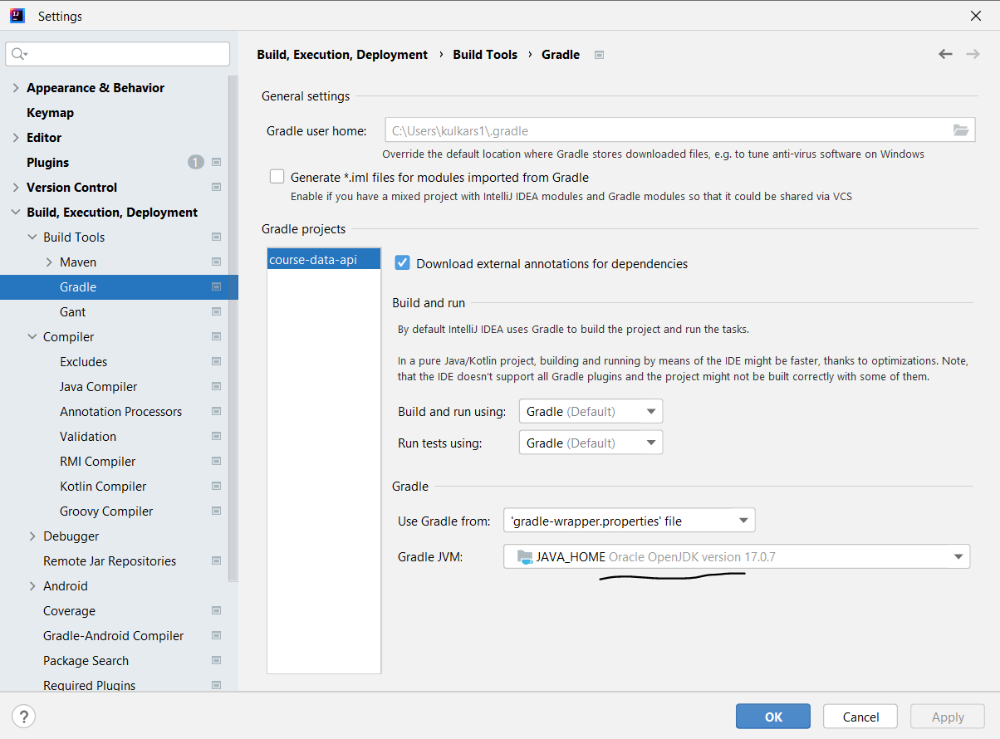 Settings
Appearance & Behavior
Keymap
Editor
Plugins 1
Version Control
Build, Execution, Deployment
Build Tools
Maven
Gradle
Gant
Compiler
Excludes
Java Compiler
Annotation Processors
Validation
RMI Compiler
Kotlin Compiler
Groovy Compiler
Debugger
Remote Jar Repositories
Android
Coverage
Gradle-Android Compiler
Package Search
Required Plugins
Build, Execution, Deployment › Build Tools › Gradle
General settings
Gradle user home: C:\Users\kulkars1\.gradle
Override the default location where Gradle stores downloaded files, e.g. to tune anti-virus software on Windows
Generate *.iml files for modules imported from Gradle
Enable if you have a mixed project with IntelliJ IDEA modules and Gradle modules so that it could be shared via VCS
Gradle projects
course-data-api
Download external annotations for dependencies
Build and run
By default IntelliJ IDEA uses Gradle to build the project and run the tasks.
In a pure Java/Kotlin project, building and running by means of the IDE might be faster, thanks to optimizations. Note,
that the IDE doesn't support all Gradle plugins and the project might not be built correctly with some of them.
Build and run using: Gradle (Default)
Run tests using: Gradle (Default)
Gradle
Use Gradle from: 'gradle-wrapper.properties' file
Gradle JVM: JAVA_HOME Oracle OpenJDK version 17.0.7
?
OK
Cancel
Apply